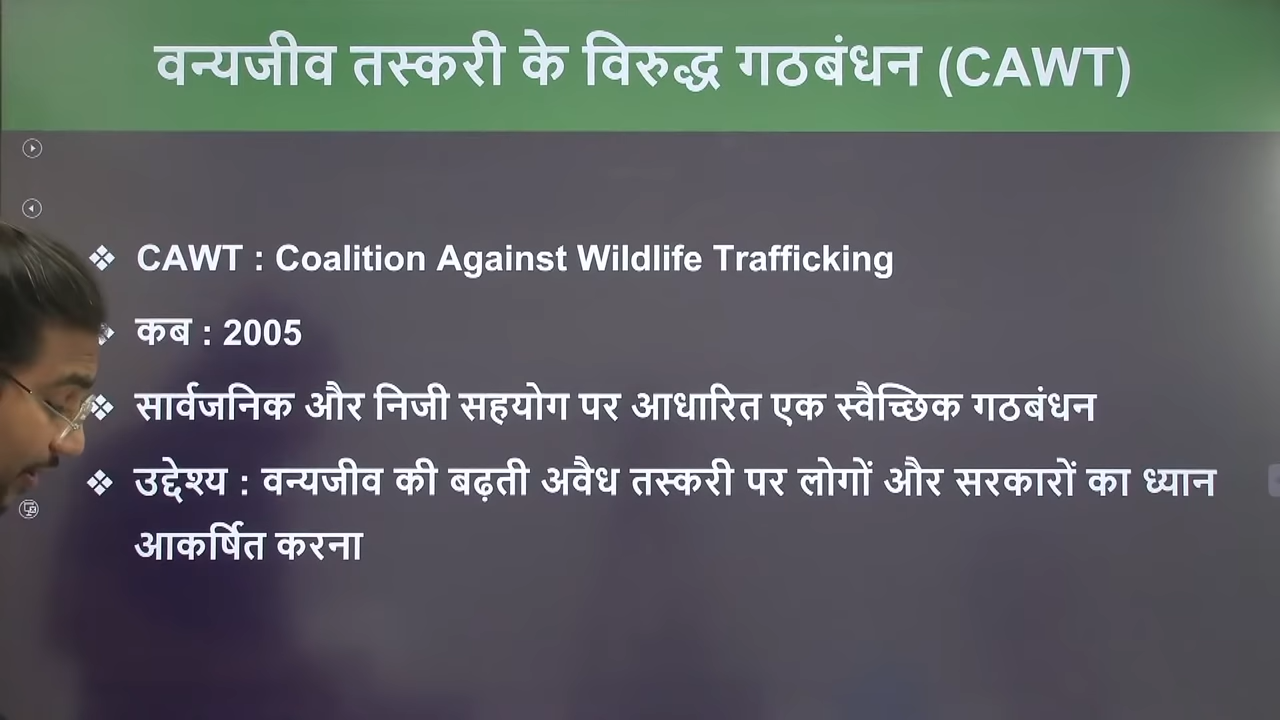 वन्यजीव तस्करी के विरुद्ध गठबंधन (CAWT)
❖ CAWT : Coalition Against Wildlife Trafficking
❖ कब : 2005
❖ सार्वजनिक और निजी सहयोग पर आधारित एक स्वैच्छिक गठबंधन
❖ उद्देश्य : वन्यजीव की बढ़ती अवैध तस्करी पर लोगों और सरकारों का ध्यान
आकर्षित करना